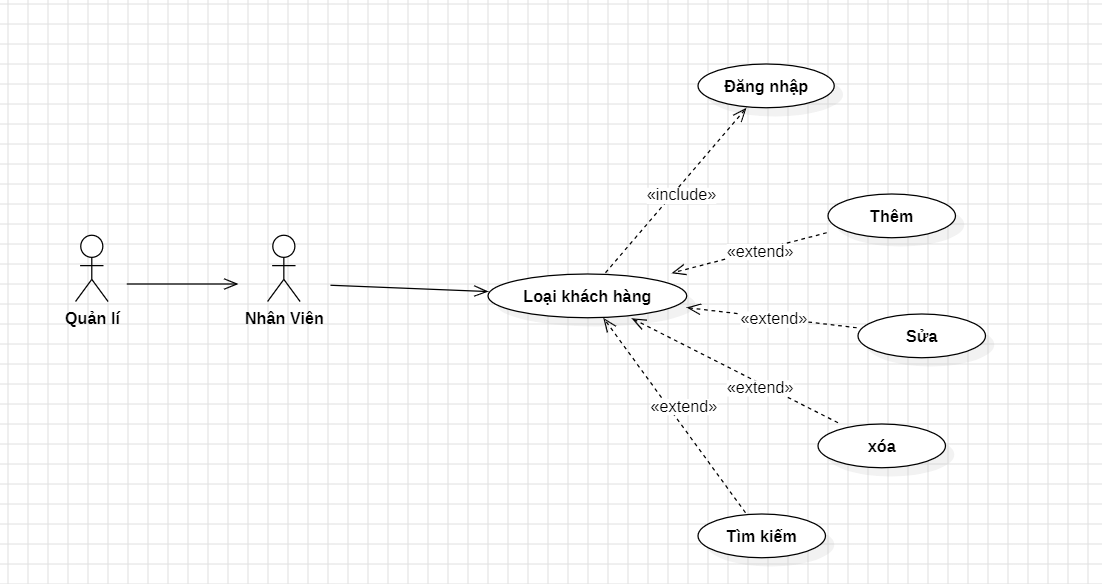 Đăng nhập
«include»
Thêm
«extend»
Loại khách hàng
Quản lí
Nhân Viên
«extend»
Sửa
«extend»
«extend»
xóa
Tìm kiếm